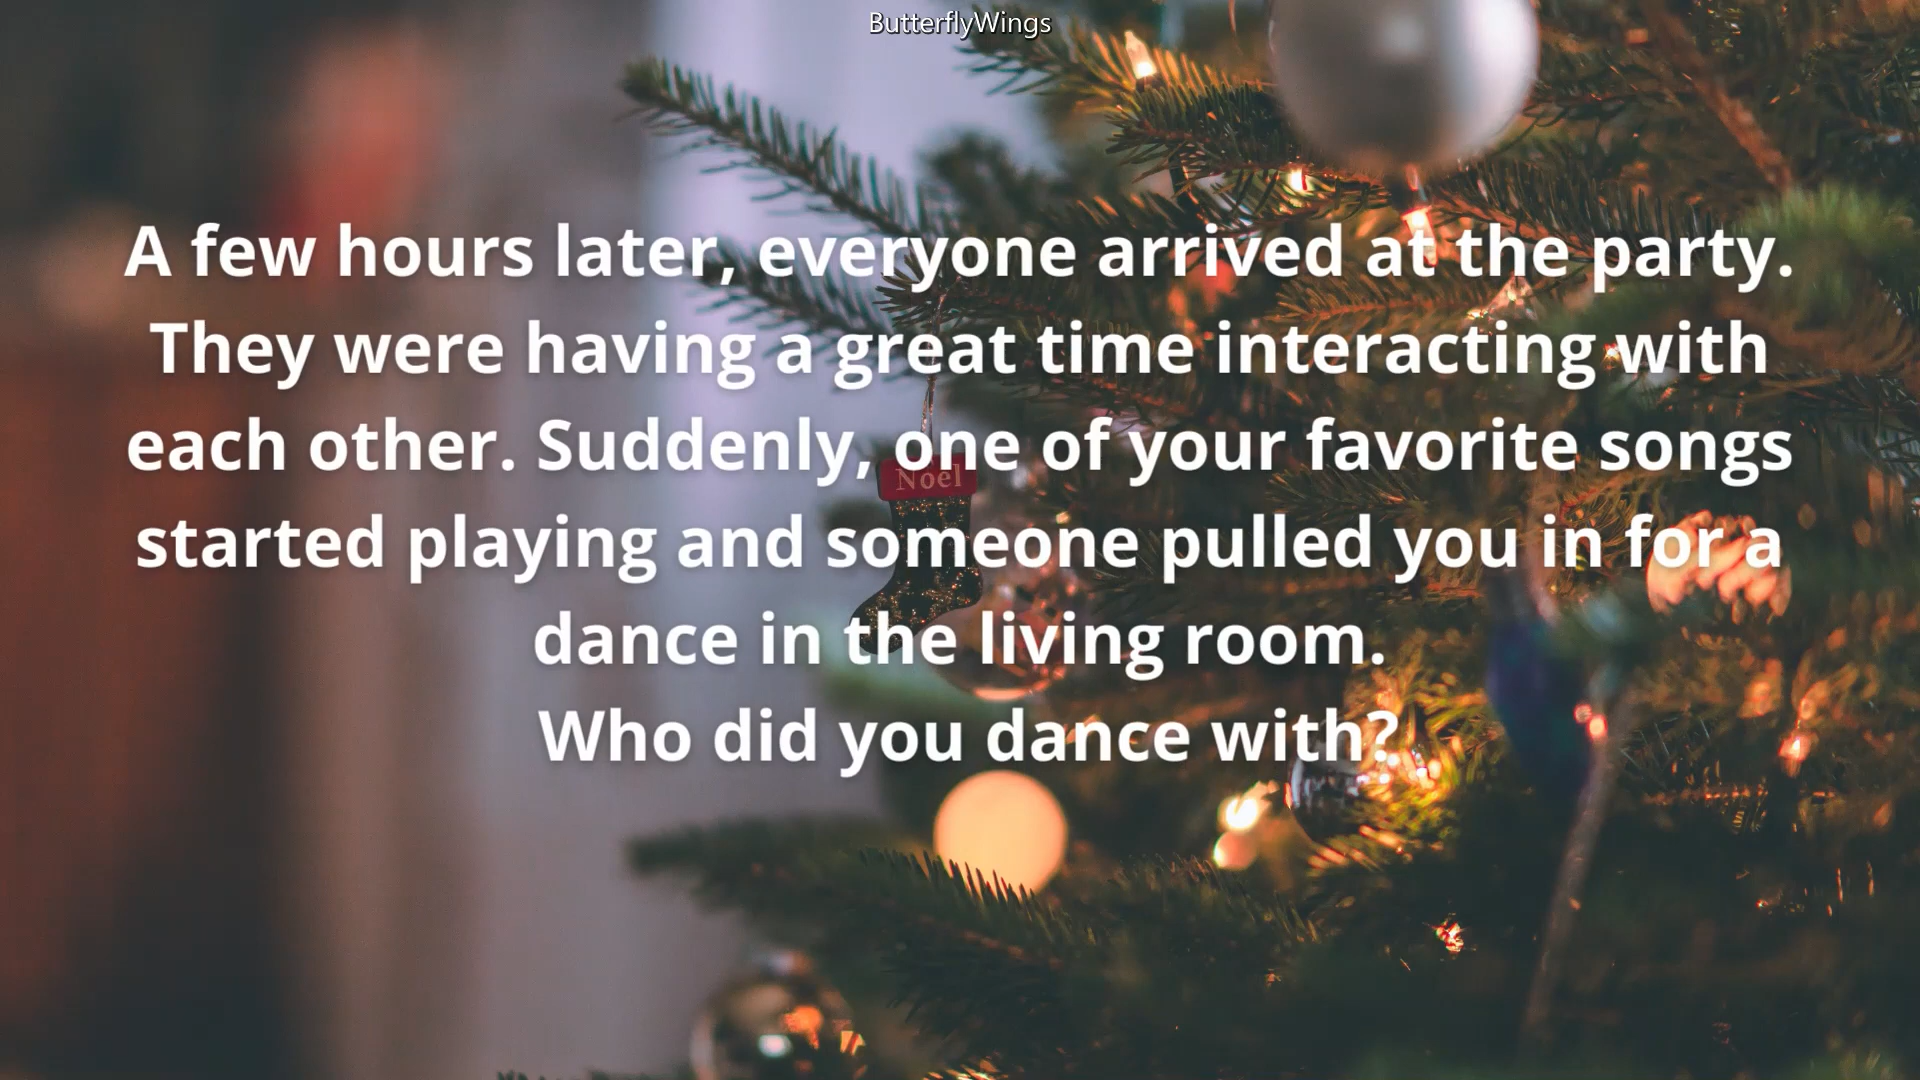 ButterflyWings
A few hours later, everyone arrived at the party.
They were having a great time interacting with
each other. Suddenly, one of your favorite songs
started playing and someone pulled you in for a
dance in the living room.
Who did you dance with?
Noel